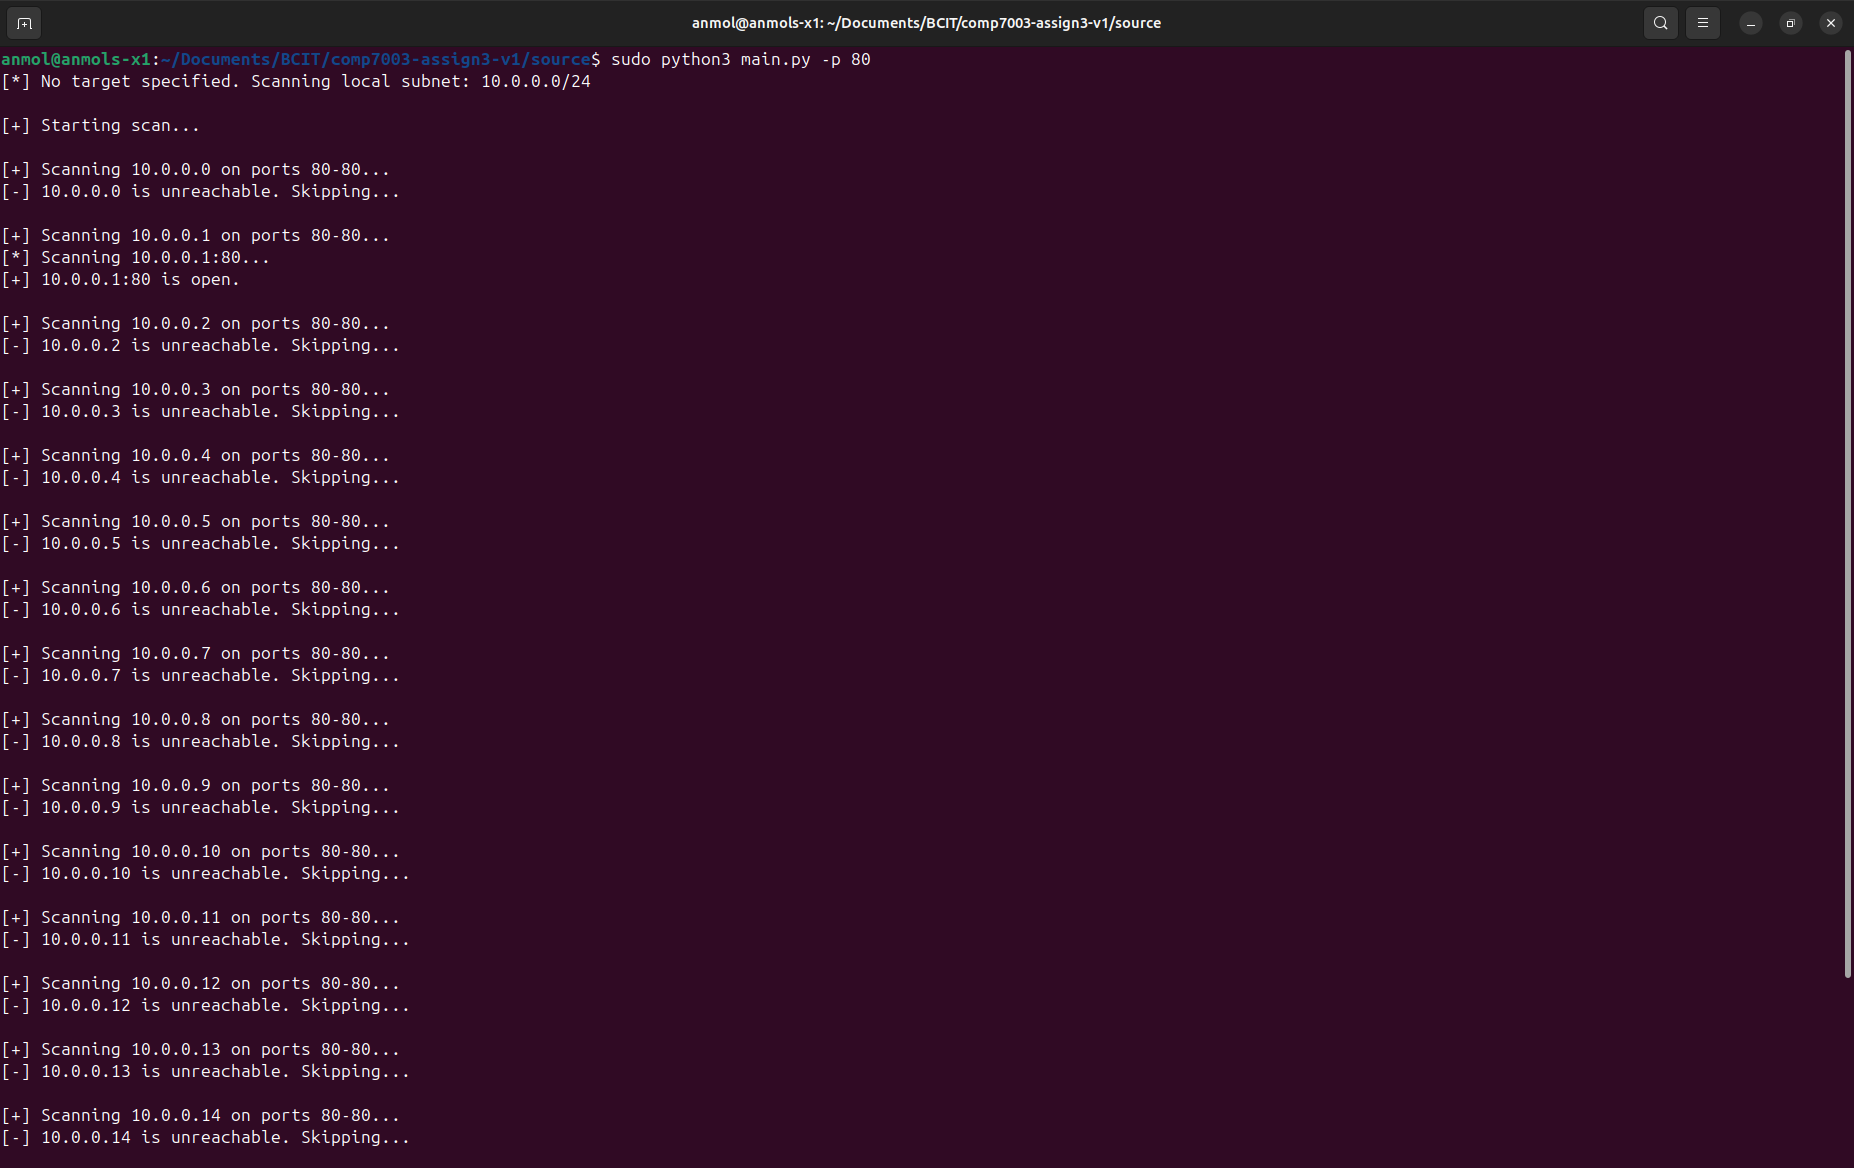 anmol@anmols-x1: ~/Documents/BCIT/comp7003-assign3-v1/source
anmol@anmols-x1:~/Documents/BCIT/comp7003-assign3-v1/source$ sudo python3 main.py -p 80
[*] No target specified. Scanning local subnet: 10.0.0.0/24
[+] Starting scan...
[+] Scanning 10.0.0.0 on ports 80-80...
[-] 10.0.0.0 is unreachable. Skipping...
[+] Scanning 10.0.0.1 on ports 80-80...
[*] Scanning 10.0.0.1:80...
[+] 10.0.0.1:80 is open.
[+] Scanning 10.0.0.2 on ports 80-80...
[-] 10.0.0.2 is unreachable. Skipping...
[+] Scanning 10.0.0.3 on ports 80-80...
[-] 10.0.0.3 is unreachable. Skipping...
[+] Scanning 10.0.0.4 on ports 80-80...
[-] 10.0.0.4 is unreachable. Skipping...
[+] Scanning 10.0.0.5 on ports 80-80...
[-] 10.0.0.5 is unreachable. Skipping...
[+] Scanning 10.0.0.6 on ports 80-80...
[-] 10.0.0.6 is unreachable. Skipping...
[+] Scanning 10.0.0.7 on ports 80-80...
[-] 10.0.0.7 is unreachable. Skipping...
[+] Scanning 10.0.0.8 on ports 80-80...
[-] 10.0.0.8 is unreachable. Skipping...
[+] Scanning 10.0.0.9 on ports 80-80...
[-] 10.0.0.9 is unreachable. Skipping...
[+] Scanning 10.0.0.10 on ports 80-80...
[-] 10.0.0.10 is unreachable. Skipping...
[+] Scanning 10.0.0.11 on ports 80-80...
[-] 10.0.0.11 is unreachable. Skipping...
[+] Scanning 10.0.0.12 on ports 80-80...
[-] 10.0.0.12 is unreachable. Skipping...
[+] Scanning 10.0.0.13 on ports 80-80...
[-] 10.0.0.13 is unreachable. Skipping...
[+] Scanning 10.0.0.14 on ports 80-80...
[-] 10.0.0.14 is unreachable. Skipping...